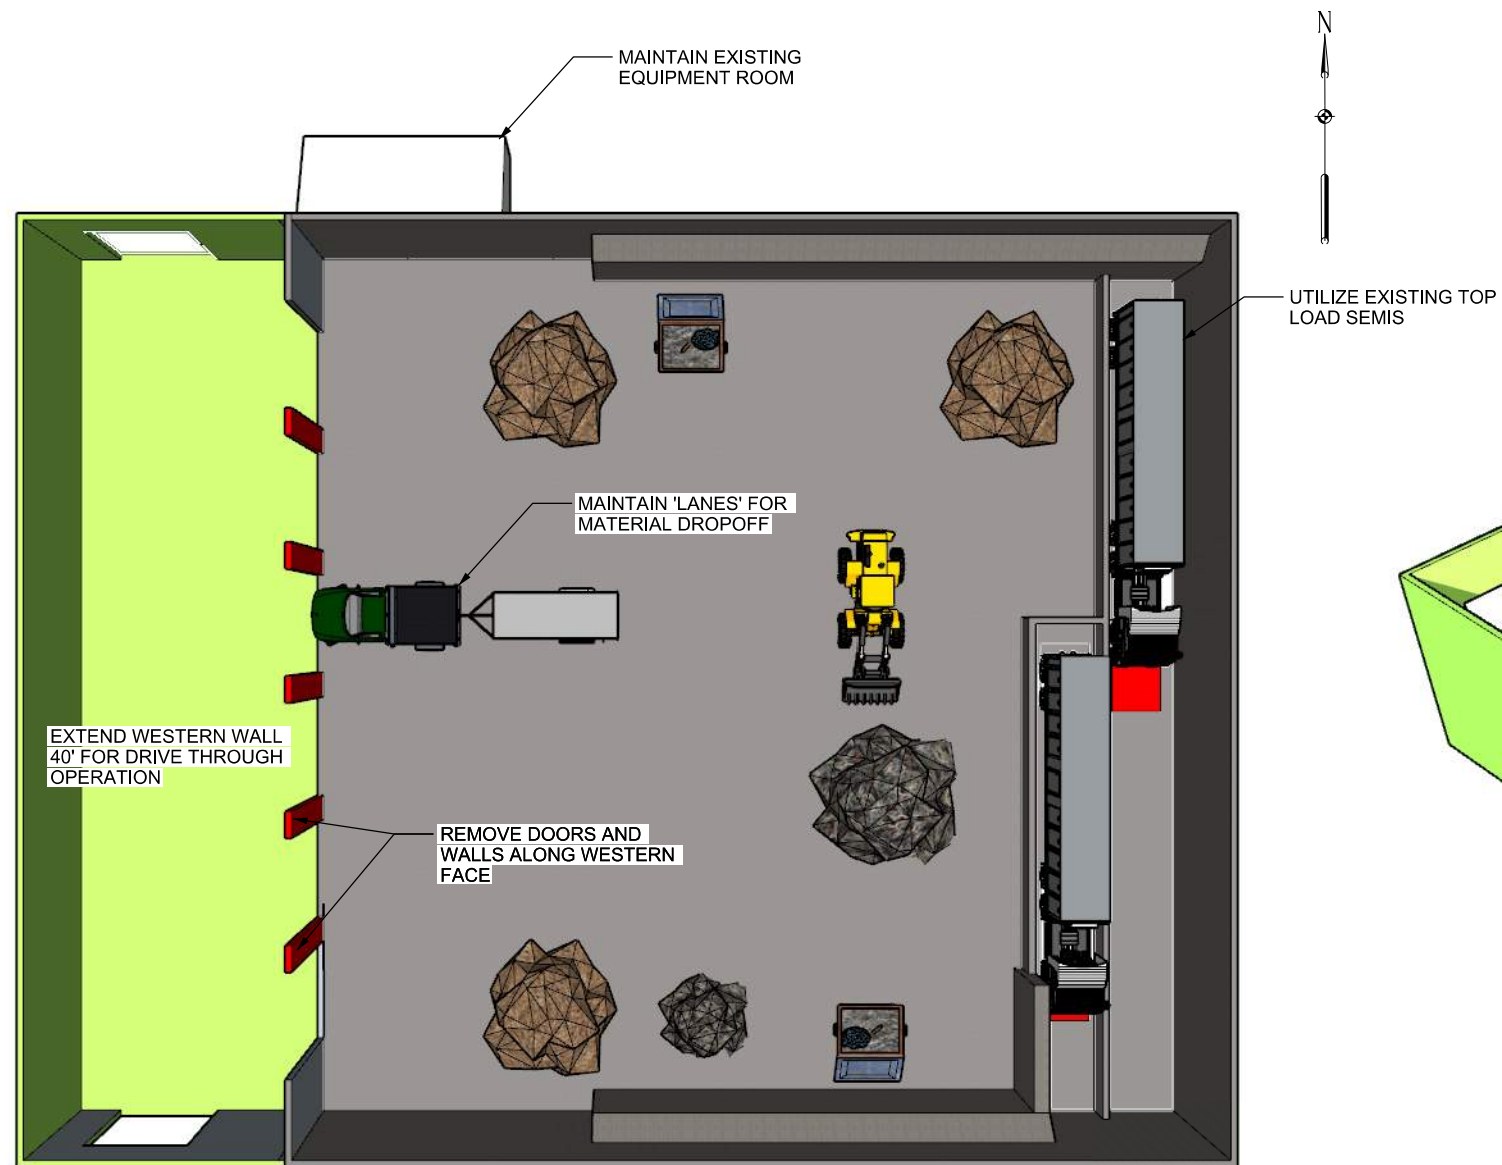 N
MAINTAIN EXISTING
EQUIPMENT ROOM
UTILIZE EXISTING TOP
LOAD SEMIS
MAINTAIN 'LANES' FOR
MATERIAL DROPOFF
EXTEND WESTERN WALL
40' FOR DRIVE THROUGH
OPERATION
REMOVE DOORS AND
WALLS ALONG WESTERN
FACE